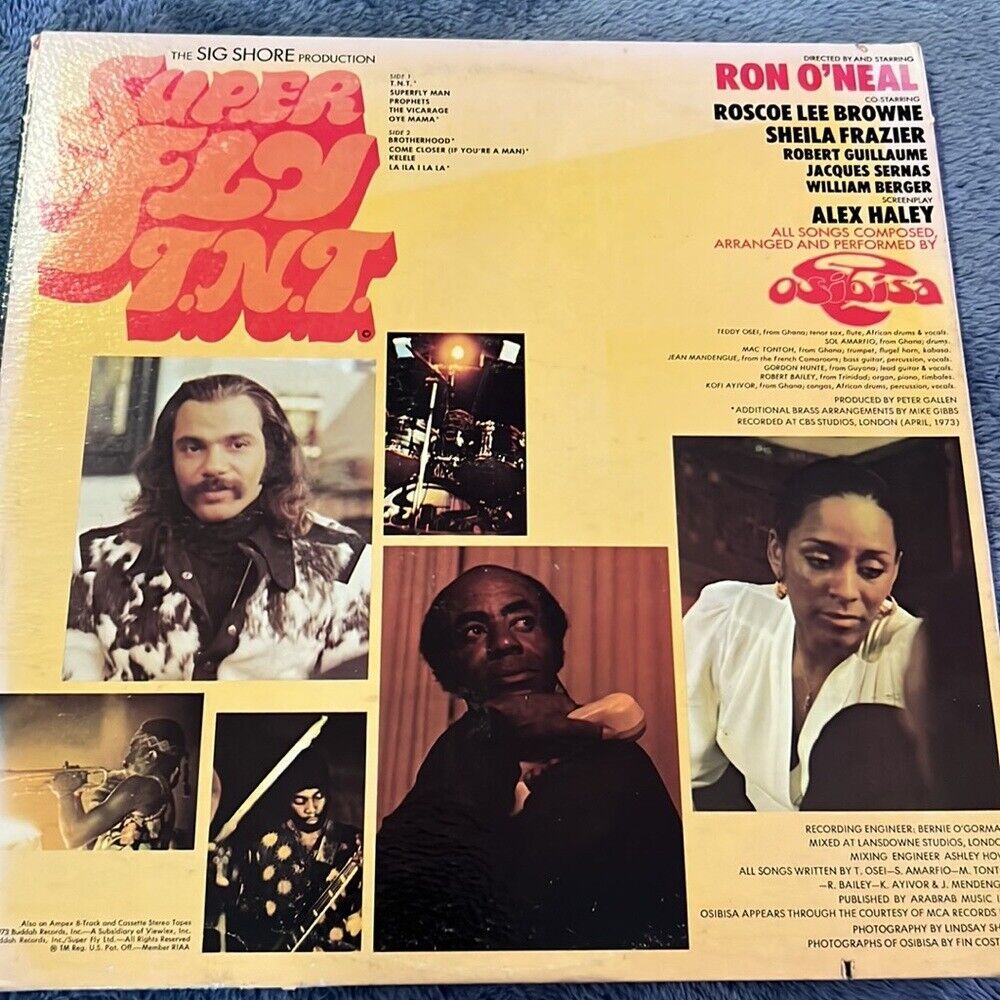 THE SIG SHORE PRODUCTION
SUPER
FLY
T.N.T.
©
SIDE 1
T.N.T.*
SUPERFLY MAN
PROPHETS
THE VICARAGE
OYE MAMA*
SIDE 2
BROTHERHOOD*
COME CLOSER (IF YOU'RE A MAN)*
KELELE
LA ILA I LA LA*
DIRECTED BY AND STARRING
RON O'NEAL
CO-STARRING
ROSCOE LEE BROWNE
SHEILA FRAZIER
ROBERT GUILLAUME
JACQUES SERNAS
WILLIAM BERGER
SCREENPLAY
ALEX HALEY
ALL SONGS COMPOSED,
ARRANGED AND PERFORMED BY
OSIBISA
TEDDY OSEI, from Ghana; tenor sax, flute, African drums & vocals.
SOL AMARFIO, from Ghana; drums.
MAC TONTOH, from Ghana; trumpet, flugel horn, kabasa.
JEAN MANDENGUE, from the French Camaroons; bass guitar, percussion, vocals.
GORDON HUNTE, from Guyana; lead guitar & vocals.
ROBERT BAILEY, from Trinidad; organ, piano, timbales.
KOFI AYIVOR, from Ghana; congas, African drums, percussion, vocals.
PRODUCED BY PETER GALLEN
*ADDITIONAL BRASS ARRANGEMENTS BY MIKE GIBBS
RECORDED AT CBS STUDIOS, LONDON (APRIL, 1973)
RECORDING ENGINEER: BERNIE O'GORMA
MIXED AT LANSDOWNE STUDIOS, LONDO
MIXING ENGINEER ASHLEY HOW
ALL SONGS WRITTEN BY T. OSEI–S. AMARFIO–M. TONT
–R. BAILEY–K. AYIVOR & J. MENDENG
PUBLISHED BY ARABRAB MUSIC
OSIBISA APPEARS THROUGH THE COURTESY OF MCA RECORDS
PHOTOGRAPHY BY LINDSAY SH
PHOTOGRAPHS OF OSIBISA BY FIN COST
Also on Ampex 8-Track and Cassette Stereo Tapes
73 Buddah Records, Inc.–A Subsidiary of Viewlex, Inc.
ddah Records, Inc./Super Fly Ltd.–All Rights Reserved
® TM Reg. U.S. Pat. Off.–Member RIAA